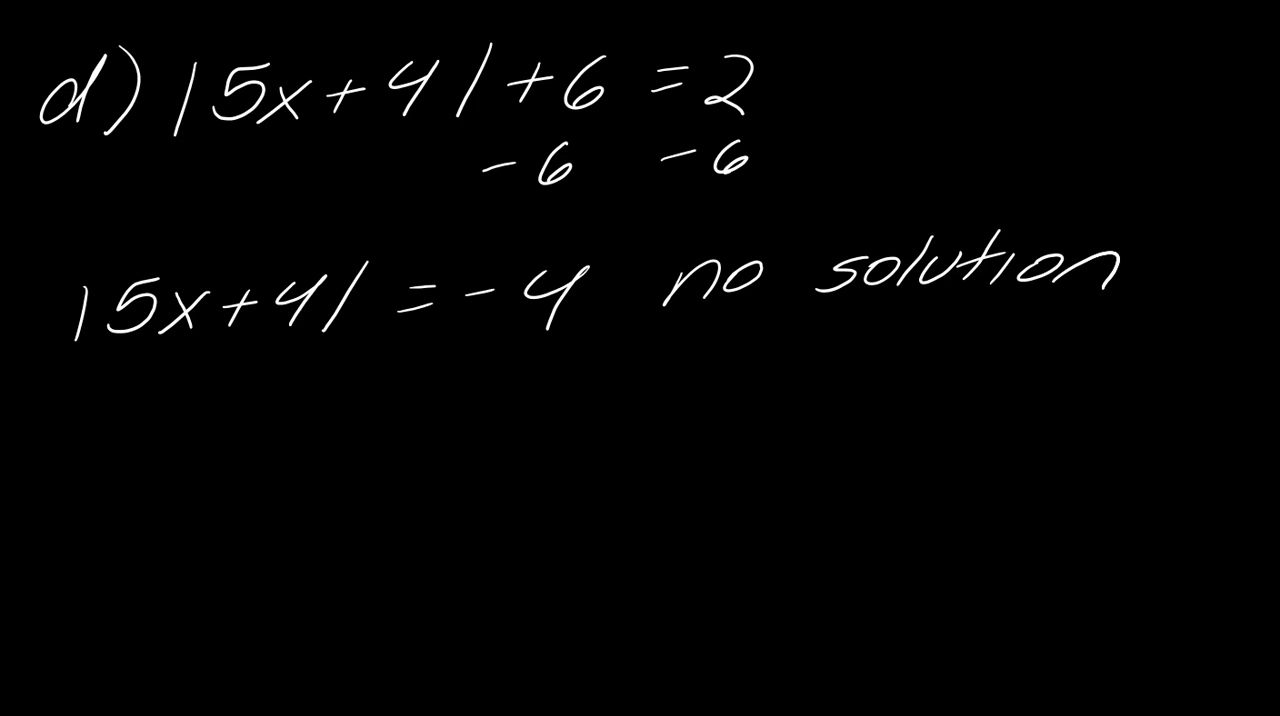 d) |5x+4|+6 = 2
-6 -6
|5x+4| = -4 no solution